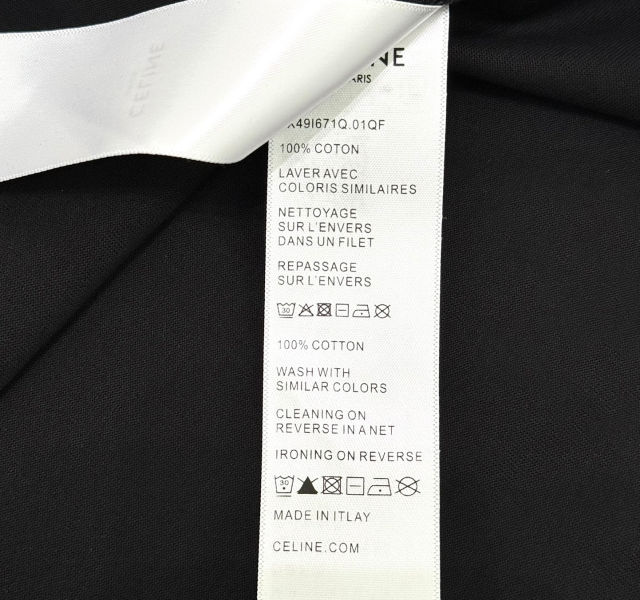 CELINE
NE
ARIS
X49I671Q.01QF
100% COTON
LAVER AVEC
COLORIS SIMILAIRES
NETTOYAGE
SUR L'ENVERS
DANS UN FILET
REPASSAGE
SUR L'ENVERS
30
100% COTTON
WASH WITH
SIMILAR COLORS
CLEANING ON
REVERSE IN A NET
IRONING ON REVERSE
30
MADE IN ITLAY
CELINE.COM